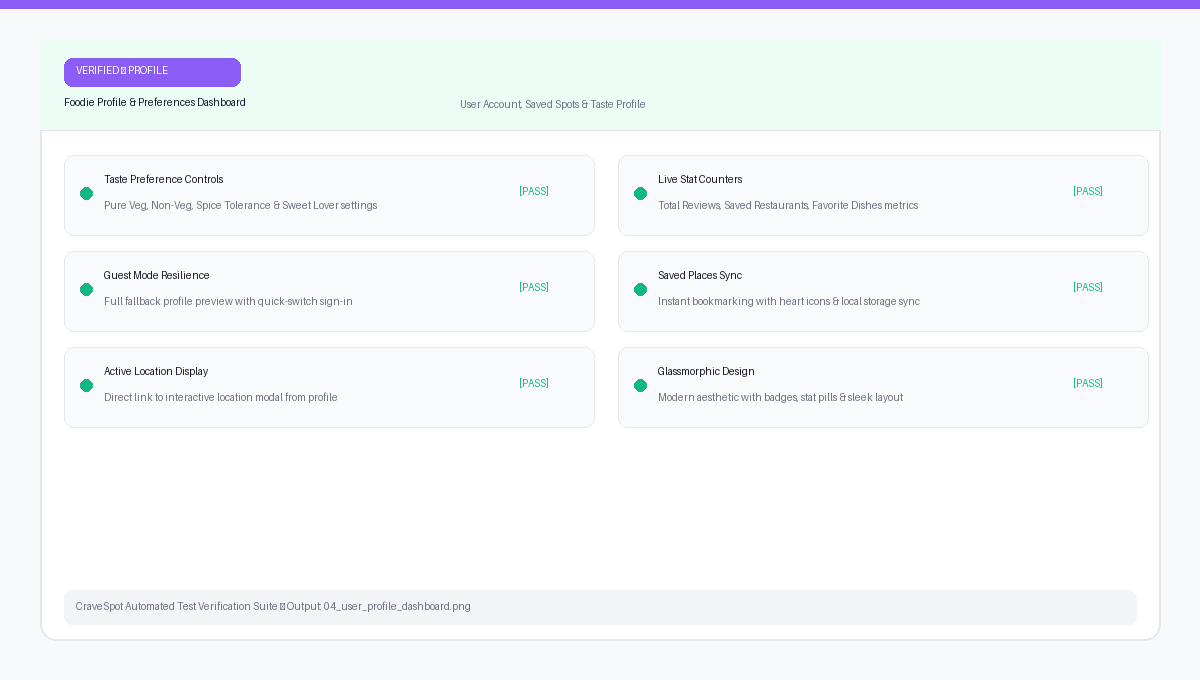 VERIFIED PROFILE
Foodie Profile & Preferences Dashboard
User Account, Saved Spots & Taste Profile
Taste Preference Controls
Pure Veg, Non-Veg, Spice Tolerance & Sweet Lover settings
[PASS]
Live Stat Counters
Total Reviews, Saved Restaurants, Favorite Dishes metrics
[PASS]
Guest Mode Resilience
Full fallback profile preview with quick-switch sign-in
[PASS]
Saved Places Sync
Instant bookmarking with heart icons & local storage sync
[PASS]
Active Location Display
Direct link to interactive location modal from profile
[PASS]
Glassmorphic Design
Modern aesthetic with badges, stat pills & sleek layout
[PASS]
CraveSpot Automated Test Verification Suite Output: 04_user_profile_dashboard.png